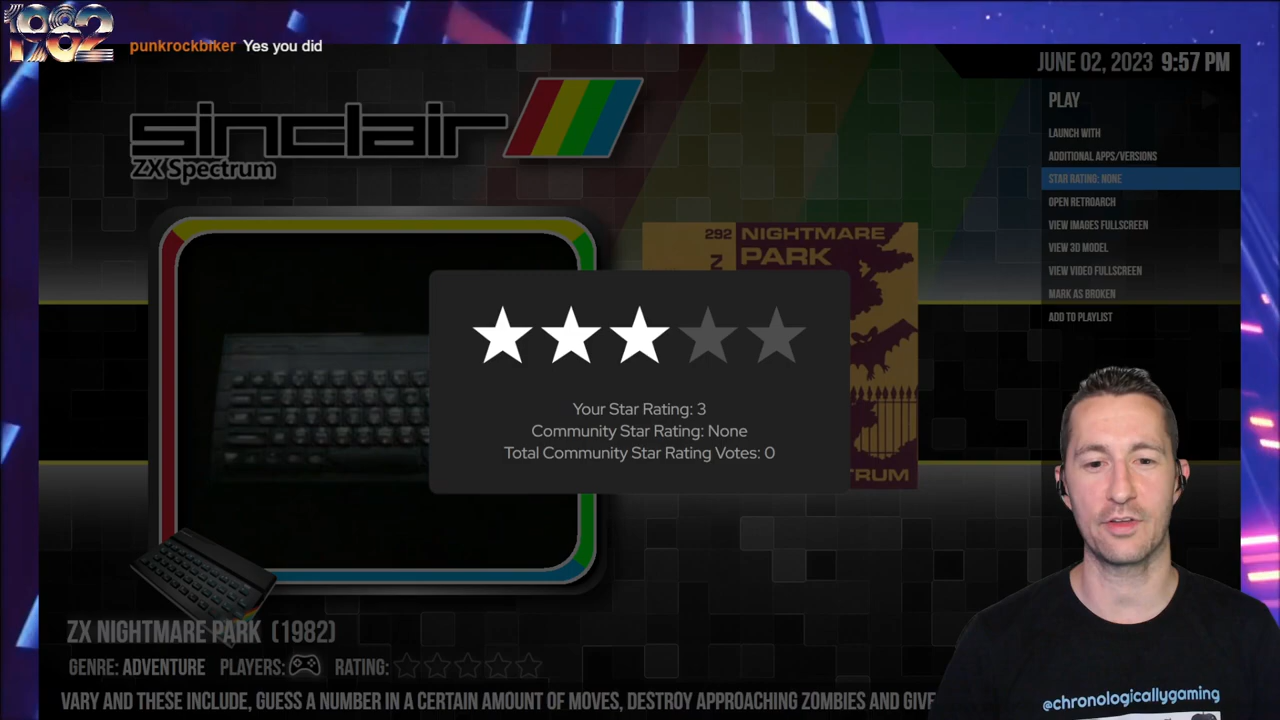 1982
punkrockbiker Yes you did
JUNE 02, 2023 9:57 PM
sinclair
ZX Spectrum
PLAY
LAUNCH WITH
ADDITIONAL APPS/VERSIONS
STAR RATING: NONE
OPEN RETROARCH
VIEW IMAGES FULLSCREEN
VIEW 3D MODEL
VIEW VIDEO FULLSCREEN
MARK AS BROKEN
ADD TO PLAYLIST
292 NIGHTMARE
PARK
Z
Your Star Rating: 3
Community Star Rating: None
Total Community Star Rating Votes: 0
TRUM
ZX NIGHTMARE PARK (1982)
GENRE: ADVENTURE PLAYERS: RATING:
VARY AND THESE INCLUDE, GUESS A NUMBER IN A CERTAIN AMOUNT OF MOVES, DESTROY APPROACHING ZOMBIES AND GIVE
@chronologicallygaming